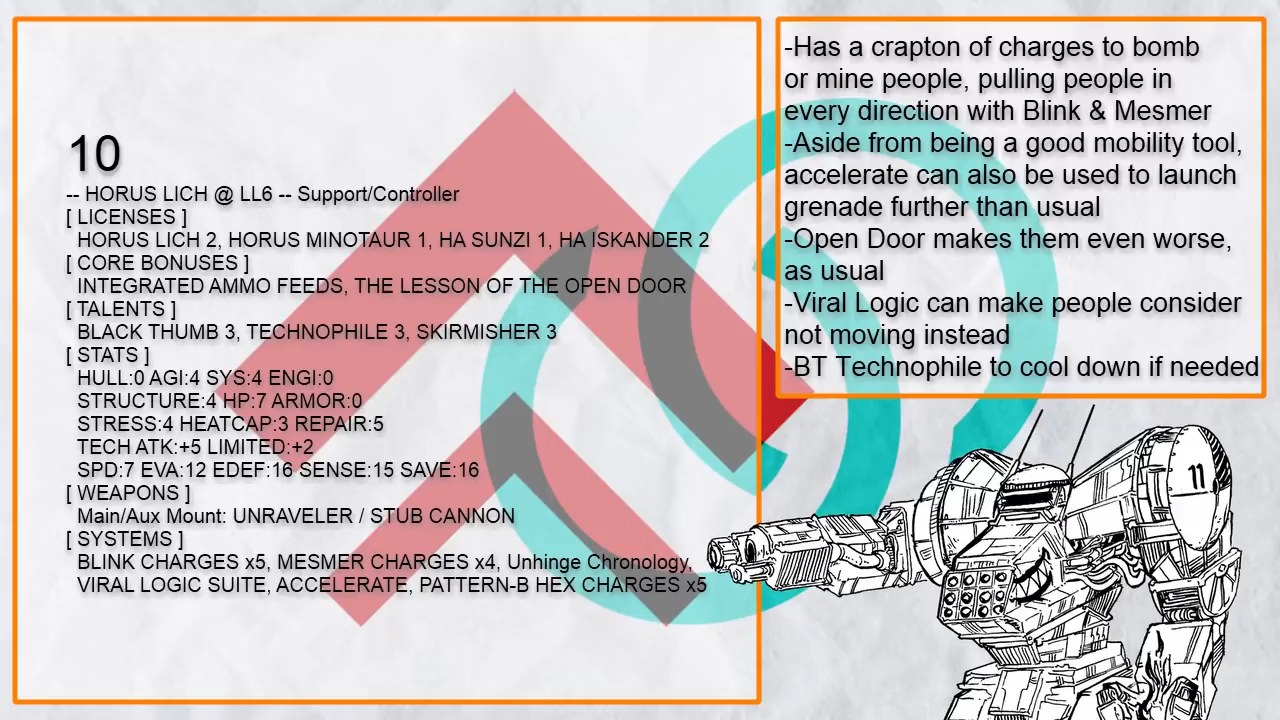 10
-- HORUS LICH @ LL6 -- Support/Controller
[ LICENSES ]
HORUS LICH 2, HORUS MINOTAUR 1, HA SUNZI 1, HA ISKANDER 2
[ CORE BONUSES ]
INTEGRATED AMMO FEEDS, THE LESSON OF THE OPEN DOOR
[ TALENTS ]
BLACK THUMB 3, TECHNOPHILE 3, SKIRMISHER 3
[ STATS ]
HULL:0 AGI:4 SYS:4 ENGI:0
STRUCTURE:4 HP:7 ARMOR:0
STRESS:4 HEATCAP:3 REPAIR:5
TECH ATK:+5 LIMITED:+2
SPD:7 EVA:12 EDEF:16 SENSE:15 SAVE:16
[ WEAPONS ]
Main/Aux Mount: UNRAVELER / STUB CANNON
[ SYSTEMS ]
BLINK CHARGES x5, MESMER CHARGES x4, Unhinge Chronology,
VIRAL LOGIC SUITE, ACCELERATE, PATTERN-B HEX CHARGES x5
-Has a crapton of charges to bomb
or mine people, pulling people in
every direction with Blink & Mesmer
-Aside from being a good mobility tool,
accelerate can also be used to launch
grenade further than usual
-Open Door makes them even worse,
as usual
-Viral Logic can make people consider
not moving instead
-BT Technophile to cool down if needed
11